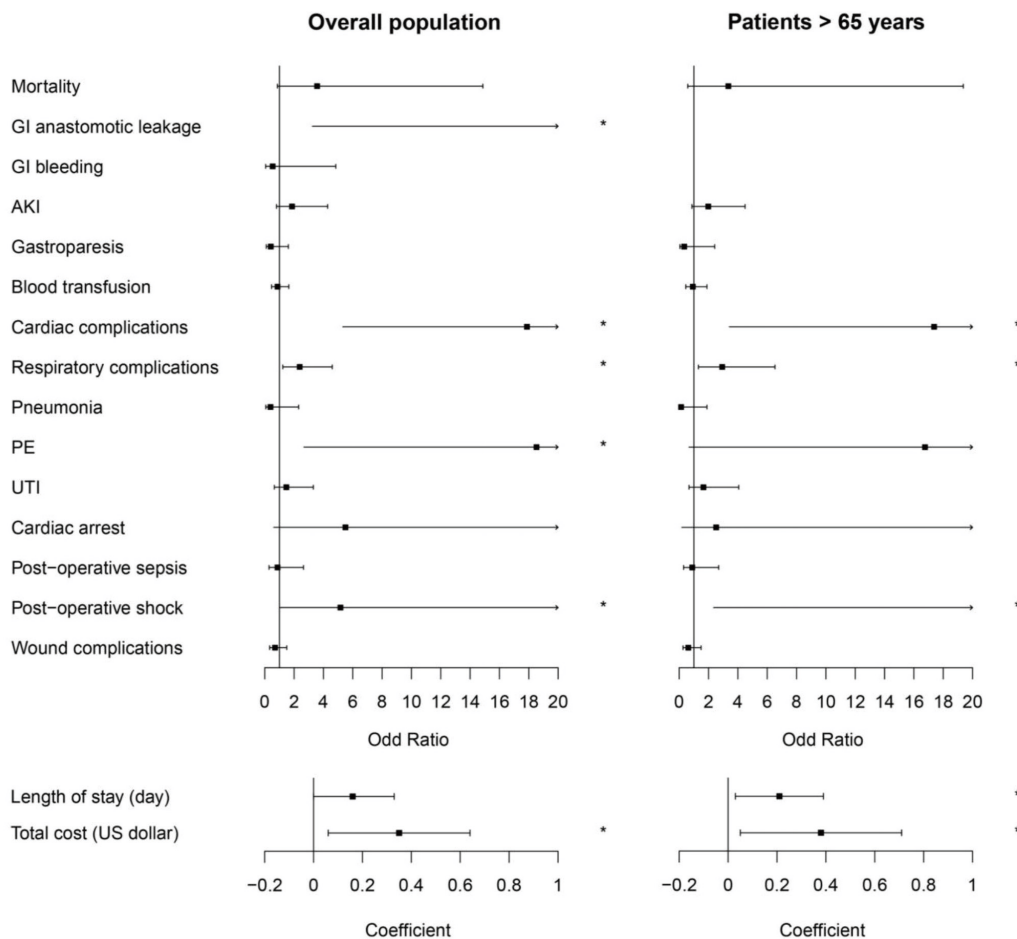 Overall population Patients > 65 years
Mortality
GI anastomotic leakage *
GI bleeding
AKI
Gastroparesis
Blood transfusion
Cardiac complications * *
Respiratory complications * *
Pneumonia
PE *
UTI
Cardiac arrest
Post−operative sepsis
Post−operative shock * *
Wound complications
0 2 4 6 8 10 12 14 16 18 20 0 2 4 6 8 10 12 14 16 18 20
Odd Ratio Odd Ratio
Length of stay (day) *
Total cost (US dollar) * *
−0.2 0 0.2 0.4 0.6 0.8 1 −0.2 0 0.2 0.4 0.6 0.8 1
Coefficient Coefficient